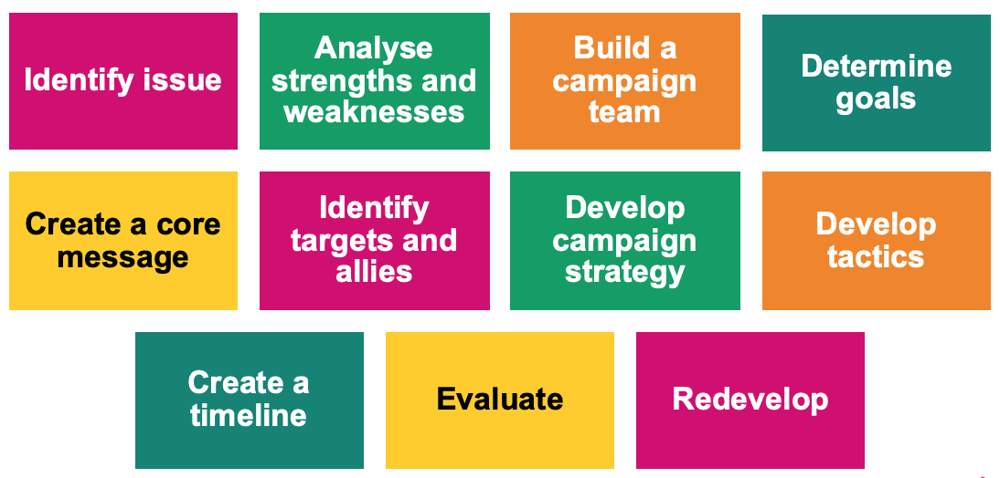 Identify issue
Analyse
strengths and
weaknesses
Build a
campaign
team
Determine
goals
Create a core
message
Identify
targets and
allies
Develop
campaign
strategy
Develop
tactics
Create a
timeline
Evaluate
Redevelop